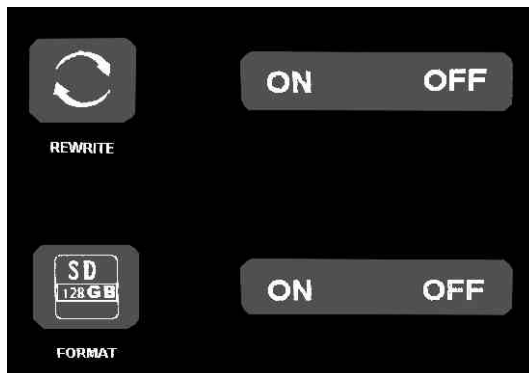 ON OFF
REWRITE
SD
128GB
ON OFF
FORMAT